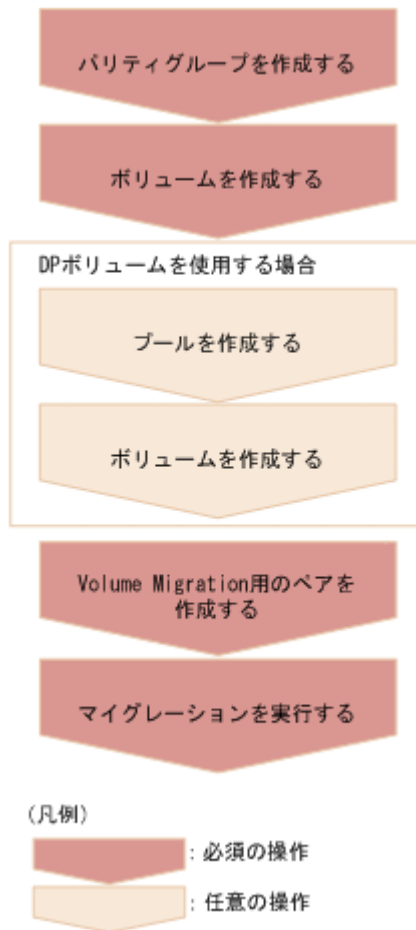 パリティグループを作成する
ボリュームを作成する
DPボリュームを使用する場合
プールを作成する
ボリュームを作成する
Volume Migration用のペアを
作成する
マイグレーションを実行する
(凡例)
: 必須の操作
: 任意の操作